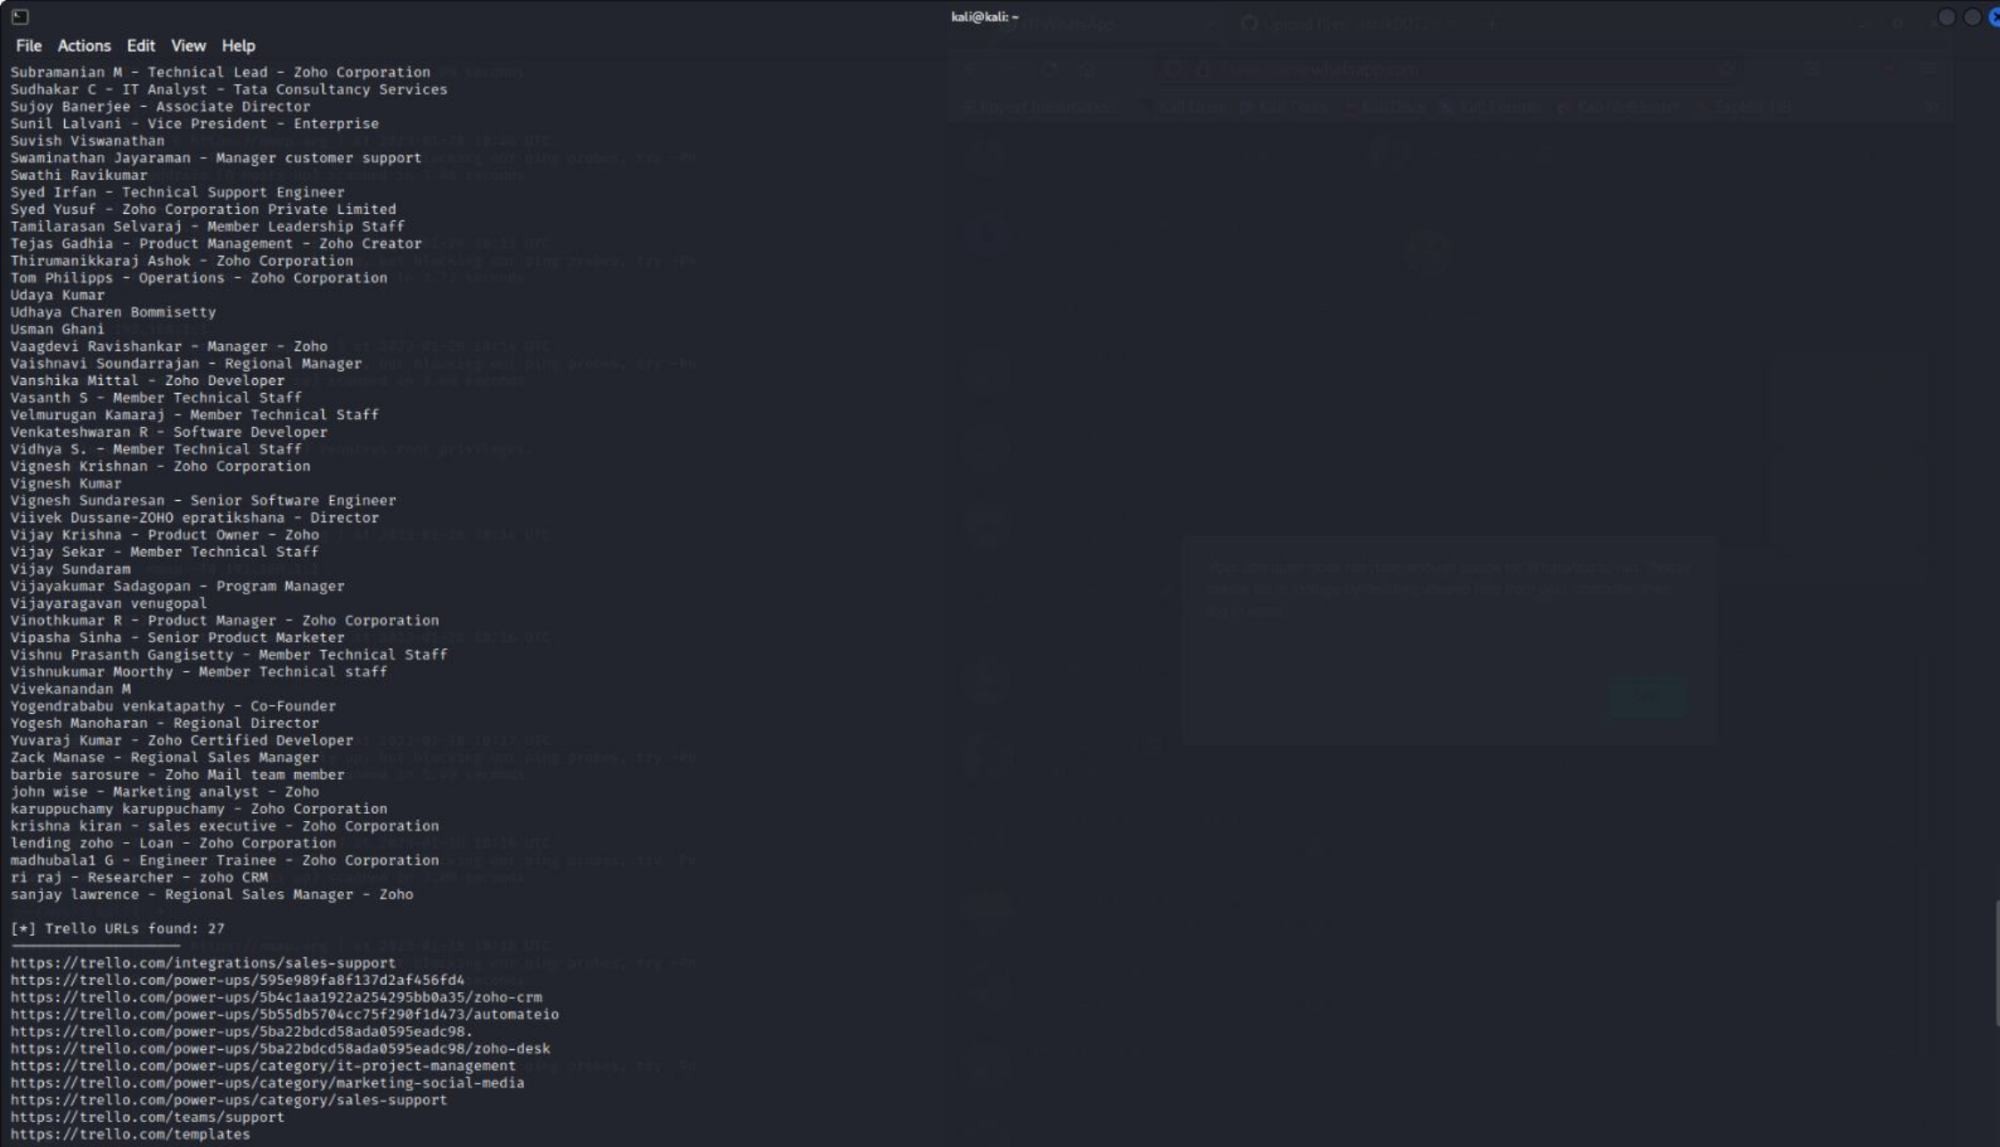 kali@kali: ~
File Actions Edit View Help
Subramanian M - Technical Lead - Zoho Corporation
Sudhakar C - IT Analyst - Tata Consultancy Services
Sujoy Banerjee - Associate Director
Sunil Lalvani - Vice President - Enterprise
Suvish Viswanathan
Swaminathan Jayaraman - Manager customer support
Swathi Ravikumar
Syed Irfan - Technical Support Engineer
Syed Yusuf - Zoho Corporation Private Limited
Tamilarasan Selvaraj - Member Leadership Staff
Tejas Gadhia - Product Management - Zoho Creator
Thirumanikkaraj Ashok - Zoho Corporation
Tom Philipps - Operations - Zoho Corporation
Udaya Kumar
Udhaya Charen Bommisetty
Usman Ghani
Vaagdevi Ravishankar - Manager - Zoho
Vaishnavi Soundarrajan - Regional Manager
Vanshika Mittal - Zoho Developer
Vasanth S - Member Technical Staff
Velmurugan Kamaraj - Member Technical Staff
Venkateshwaran R - Software Developer
Vidhya S. - Member Technical Staff
Vignesh Krishnan - Zoho Corporation
Vignesh Kumar
Vignesh Sundaresan - Senior Software Engineer
Viivek Dussane-ZOHO epratikshana - Director
Vijay Krishna - Product Owner - Zoho
Vijay Sekar - Member Technical Staff
Vijay Sundaram
Vijayakumar Sadagopan - Program Manager
Vijayaragavan venugopal
Vinothkumar R - Product Manager - Zoho Corporation
Vipasha Sinha - Senior Product Marketer
Vishnu Prasanth Gangisetty - Member Technical Staff
Vishnukumar Moorthy - Member Technical staff
Vivekanandan M
Yogendrababu venkatapathy - Co-Founder
Yogesh Manoharan - Regional Director
Yuvaraj Kumar - Zoho Certified Developer
Zack Manase - Regional Sales Manager
barbie sarosure - Zoho Mail team member
john wise - Marketing analyst - Zoho
karuppuchamy karuppuchamy - Zoho Corporation
krishna kiran - sales executive - Zoho Corporation
lending zoho - Loan - Zoho Corporation
madhubala1 G - Engineer Trainee - Zoho Corporation
ri raj - Researcher - zoho CRM
sanjay lawrence - Regional Sales Manager - Zoho
[*] Trello URLs found: 27
https://trello.com/integrations/sales-support
https://trello.com/power-ups/595e989fa8f137d2af456fd4
https://trello.com/power-ups/5b4c1aa1922a254295bb0a35/zoho-crm
https://trello.com/power-ups/5b55db5704cc75f290f1d473/automateio
https://trello.com/power-ups/5ba22bdcd58ada0595eadc98.
https://trello.com/power-ups/5ba22bdcd58ada0595eadc98/zoho-desk
https://trello.com/power-ups/category/it-project-management
https://trello.com/power-ups/category/marketing-social-media
https://trello.com/power-ups/category/sales-support
https://trello.com/teams/support
https://trello.com/templates